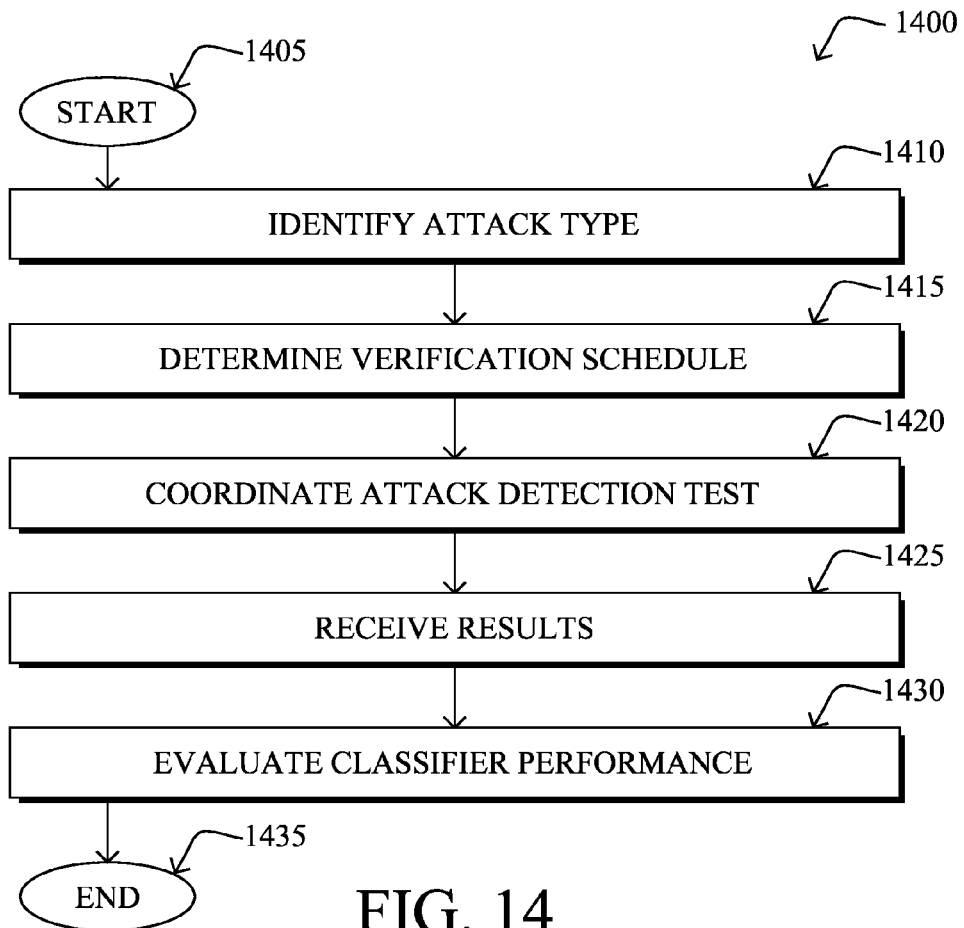 1400
1405
START
1410
IDENTIFY ATTACK TYPE
1415
DETERMINE VERIFICATION SCHEDULE
1420
COORDINATE ATTACK DETECTION TEST
1425
RECEIVE RESULTS
1430
EVALUATE CLASSIFIER PERFORMANCE
1435
END
FIG. 14